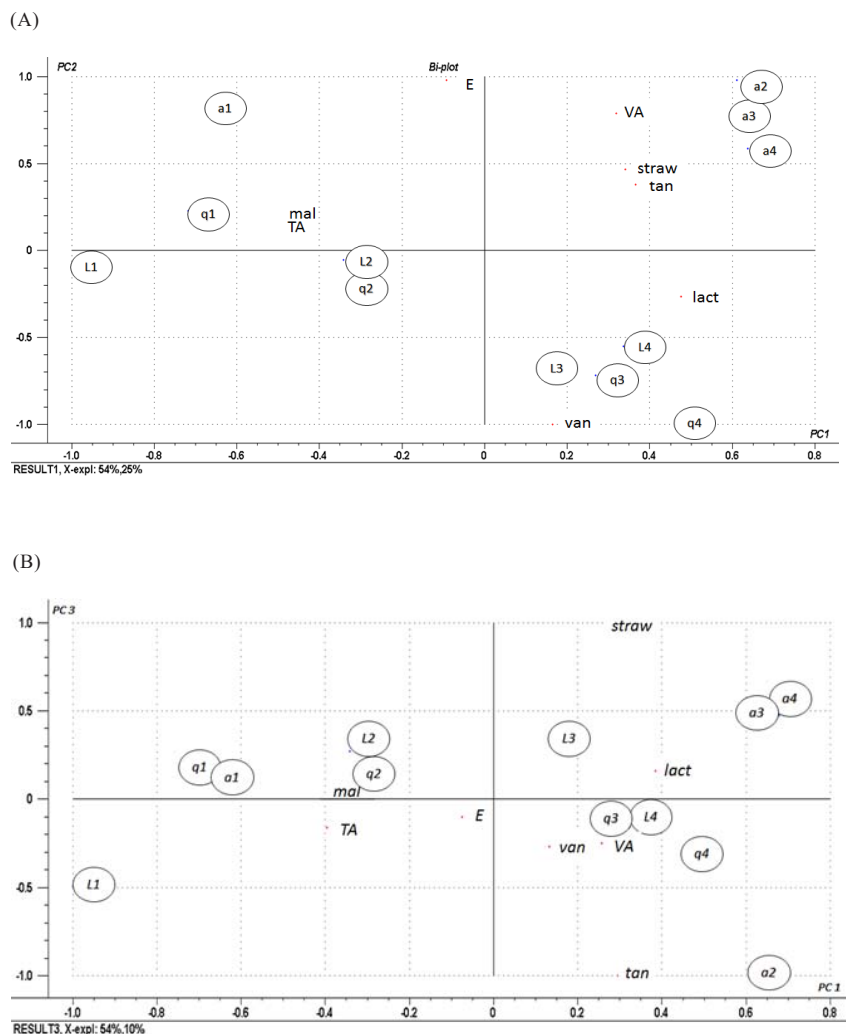 (A)
PC2 Bi-plot
1.0 E a2
a1 VA a3
a4
0.5 straw
tan
q1 mal
TA
0
L1 L2
q2 lact
-0.5 L4
L3 q3
-1.0 van q4
PC1
-1.0 -0.8 -0.6 -0.4 -0.2 0 0.2 0.4 0.6 0.8
RESULT1, X-expl: 54%,25%
(B)
PC 3
1.0 straw
a4
0.5 a3
L2 L3
q1 a1 q2 lact
mal
0
TA E q3 L4
van VA q4
L1
-0.5
-1.0 tan a2
PC 1
-1.0 -0.8 -0.6 -0.4 -0.2 0 0.2 0.4 0.6 0.8
RESULT3, X-expl: 54%,10%